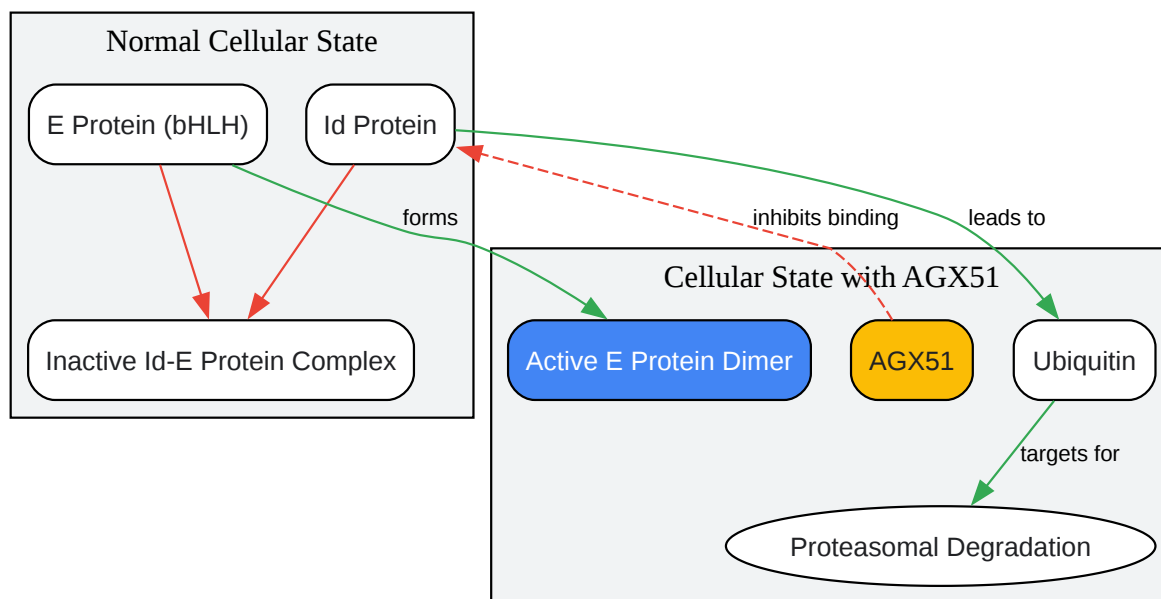 Normal Cellular State
E Protein (bHLH)
Id Protein
forms
inhibits binding
leads to
Cellular State with AGX51
Inactive Id-E Protein Complex
Active E Protein Dimer
AGX51
Ubiquitin
targets for
Proteasomal Degradation